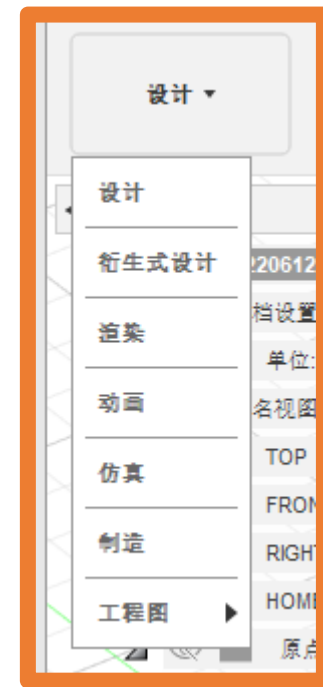 设计 ▾
设计
衍生式设计
220612
档设置
渲染
单位:
动画
名视图
TOP
仿真
FRON
制造
RIGHT
工程图 ▶
HOME
原点